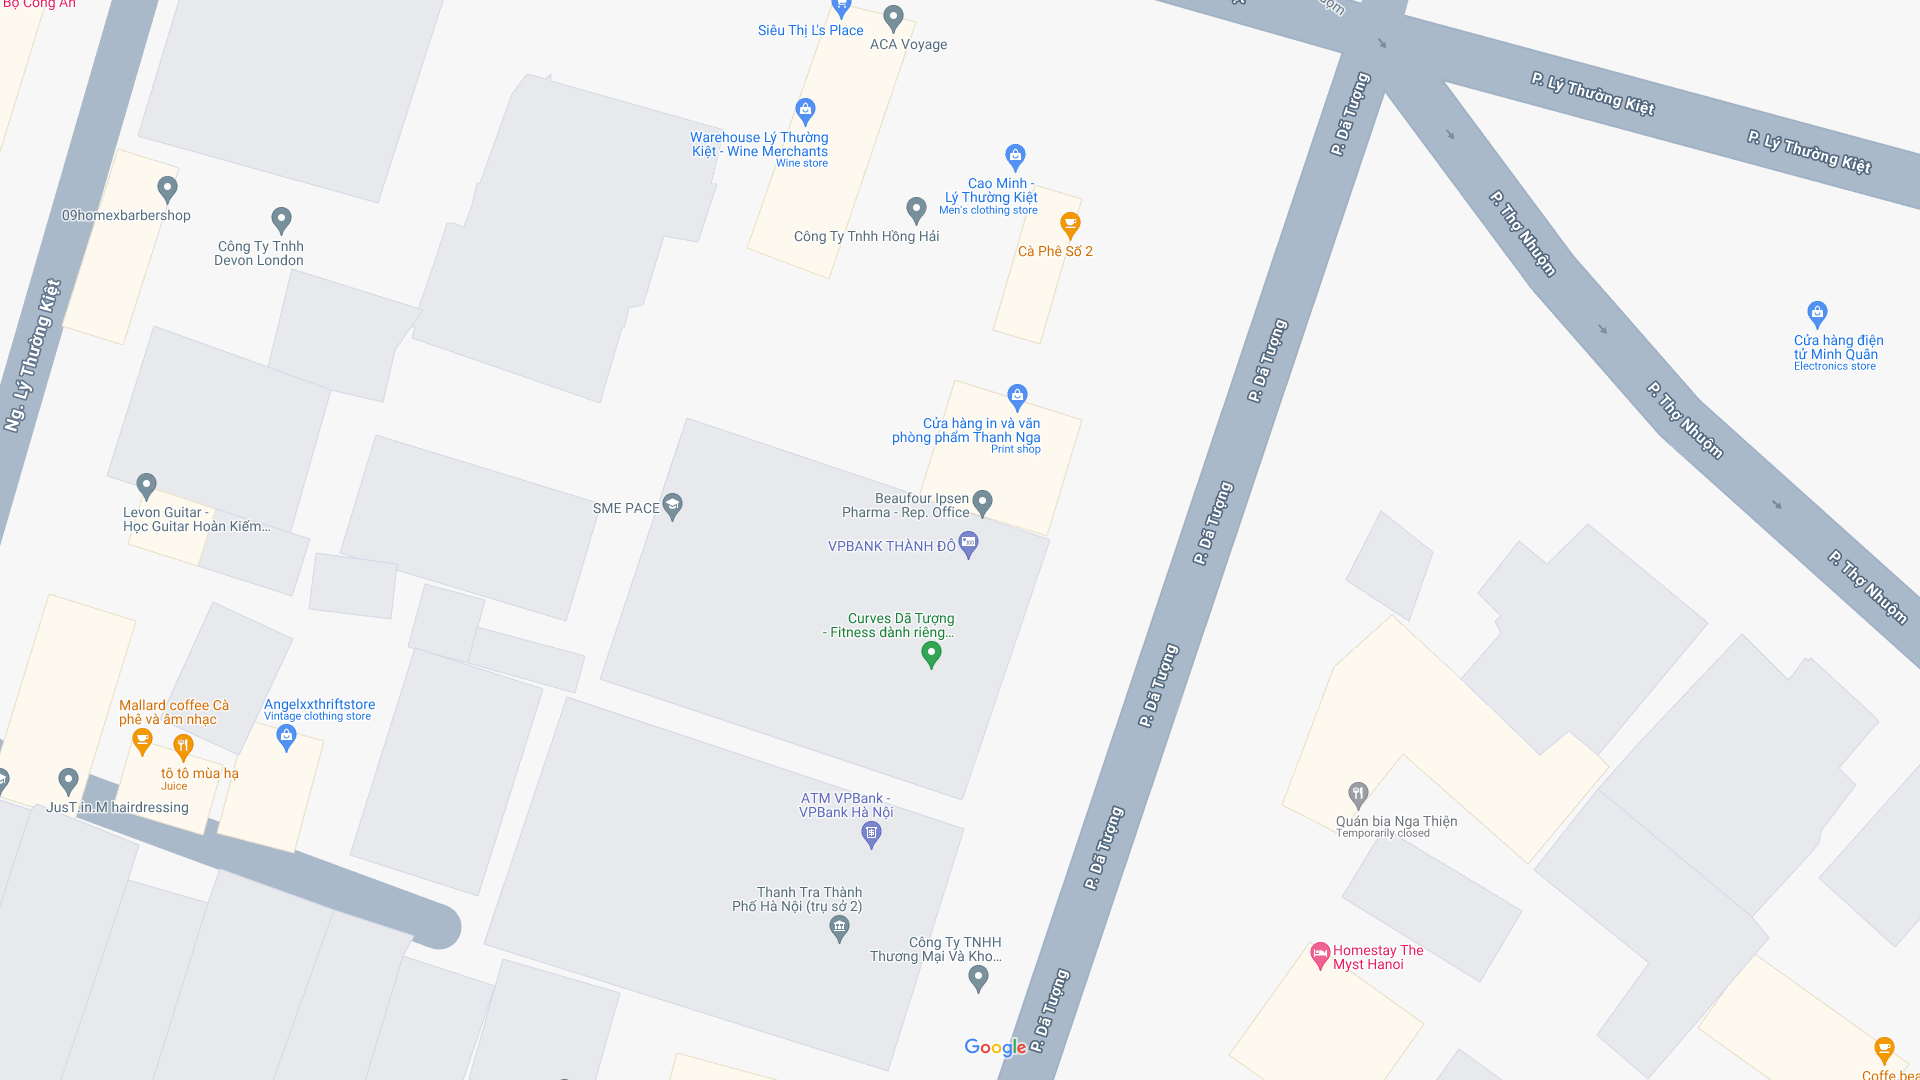 Bộ Công An
Siêu Thị L's Place
ACA Voyage
P. Lý Thường Kiệt
P. Lý Thường Kiệt
P. Dã Tượng
Warehouse Lý Thường
Kiệt - Wine Merchants
Wine store
Cao Minh -
Lý Thường Kiệt
Men's clothing store
09homexbarbershop
Công Ty Tnhh
Devon London
Công Ty Tnhh Hồng Hải
Cà Phê Số 2
P. Thợ Nhuộm
Ng. Lý Thường Kiệt
P. Dã Tượng
Cửa hàng điện
tử Minh Quân
Electronics store
Cửa hàng in và văn
phòng phẩm Thanh Nga
Print shop
P. Thợ Nhuộm
Levon Guitar -
Học Guitar Hoàn Kiếm...
SME PACE
Beaufour Ipsen
Pharma - Rep. Office
VPBANK THÀNH ĐÔ
P. Dã Tượng
P. Thợ Nhuộm
Curves Dã Tượng
- Fitness dành riêng...
P. Dã Tượng
Mallard coffee Cà
phê và âm nhạc
Angelxxthriftstore
Vintage clothing store
tô tô mùa hạ
Juice
JusT.in.M hairdressing
ATM VPBank -
VPBank Hà Nội
P. Dã Tượng
Quán bia Nga Thiện
Temporarily closed
Thanh Tra Thành
Phố Hà Nội (trụ sở 2)
Công Ty TNHH
Thương Mại Và Kho...
Homestay The
Myst Hanoi
P. Dã Tượng
Google
Coffe bea